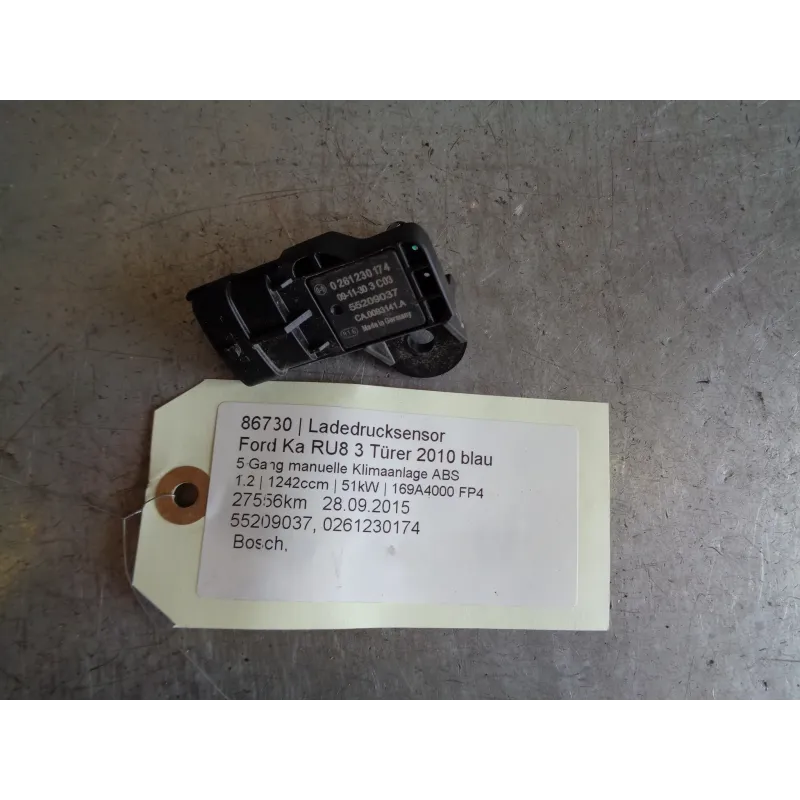 0 261 230 174
09-11-30 3 C03
55209037
CA.0083141.A
Made in Germany
86730 | Ladedrucksensor
Ford Ka RU8 3 Türer 2010 blau
5 Gang manuelle Klimaanlage ABS
1.2 | 1242ccm | 51kW | 169A4000 FP4
27556km 28.09.2015
55209037, 0261230174
Bosch,